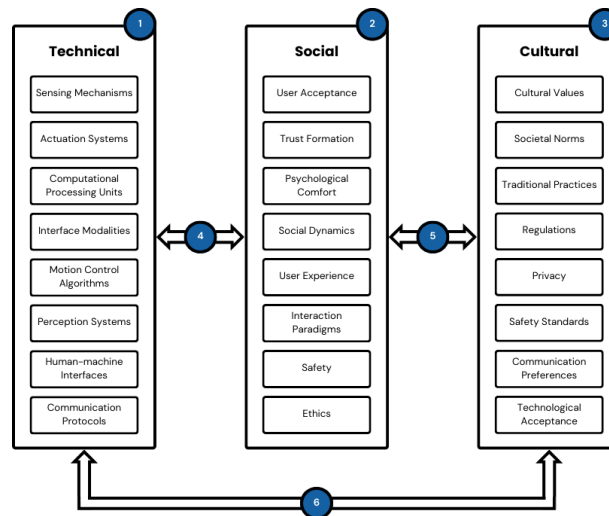 1
Technical
Sensing Mechanisms
Actuation Systems
Computational
Processing Units
Interface Modalities
Motion Control
Algorithms
Perception Systems
Human-machine
Interfaces
Communication
Protocols
2
Social
User Acceptance
Trust Formation
Psychological
Comfort
Social Dynamics
User Experience
Interaction
Paradigms
Safety
Ethics
3
Cultural
Cultural Values
Societal Norms
Traditional Practices
Regulations
Privacy
Safety Standards
Communication
Preferences
Technological
Acceptance
4
5
6